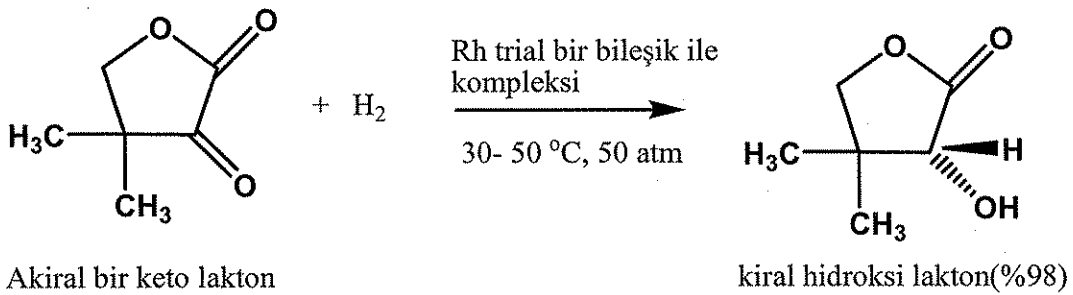 O
O
O
H₃C
CH₃
+ H₂
Rh trial bir bileşik ile
kompleksi
30- 50 °C, 50 atm
O
O
H₃C
H
CH₃
OH
Akiral bir keto lakton
kiral hidroksi lakton(%98)